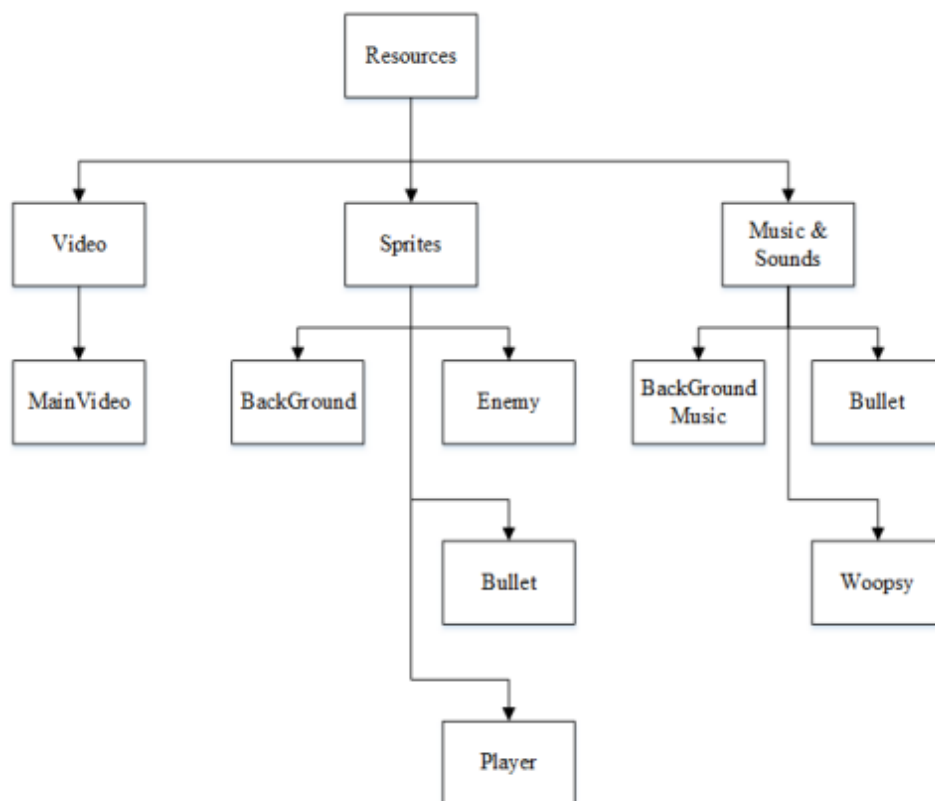 Resources
Video
Sprites
Music &
Sounds
MainVideo
BackGround
Enemy
BackGround
Music
Bullet
Bullet
Woopsy
Player